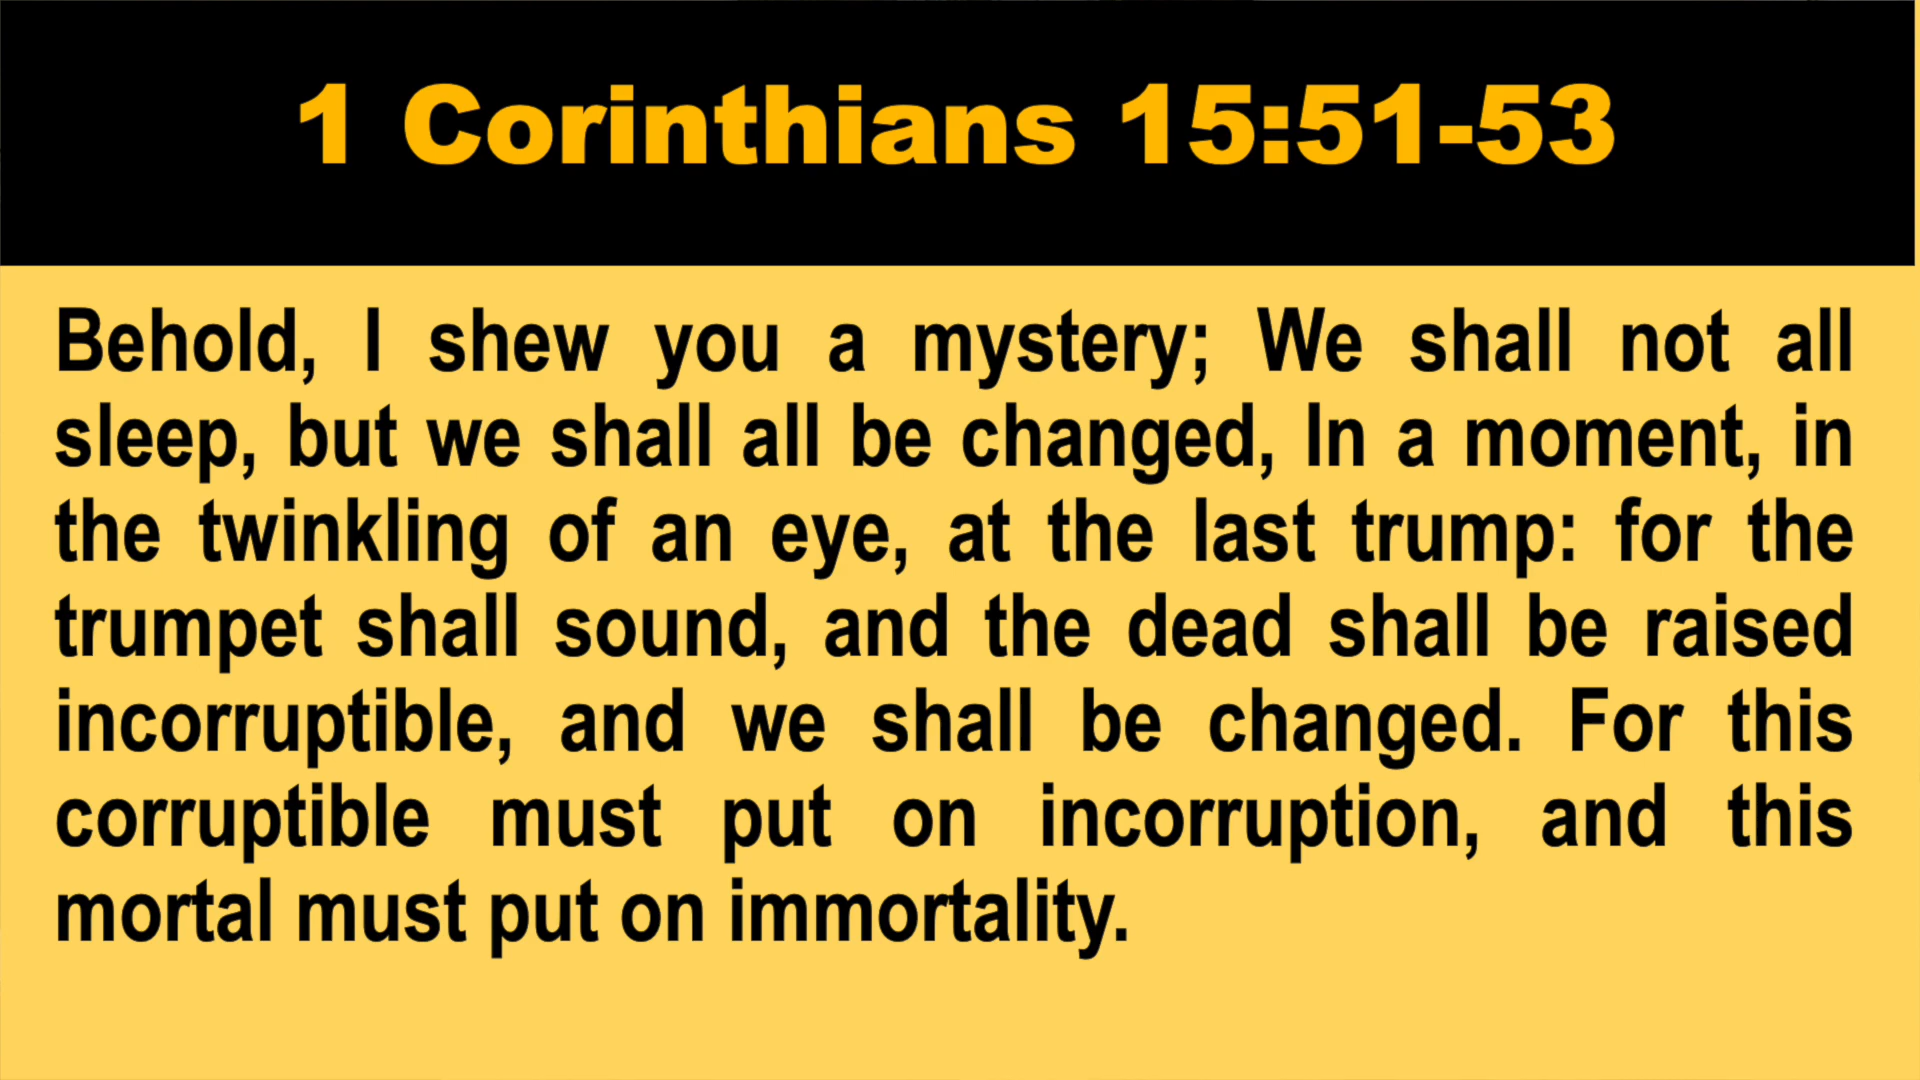 1 Corinthians 15:51-53
Behold, I shew you a mystery; We shall not all
sleep, but we shall all be changed, In a moment, in
the twinkling of an eye, at the last trump: for the
trumpet shall sound, and the dead shall be raised
incorruptible, and we shall be changed. For this
corruptible must put on incorruption, and this
mortal must put on immortality.